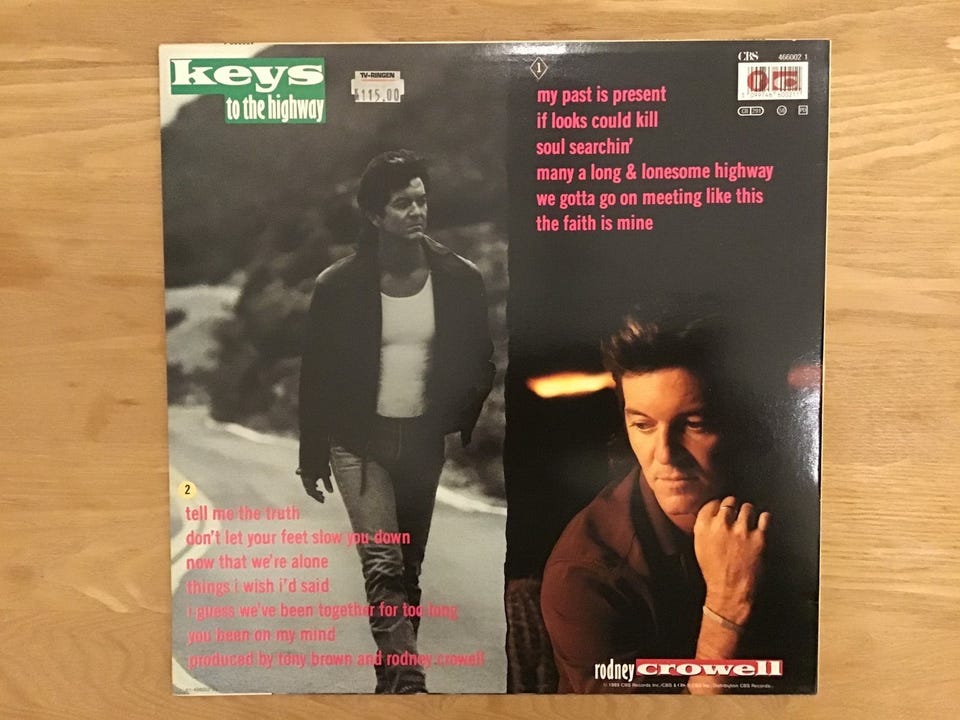 keys
to the highway
TV-RINGEN
115.00
1
my past is present
if looks could kill
soul searchin'
many a long & lonesome highway
we gotta go on meeting like this
the faith is mine
CBS 466002 1
2
tell me the truth
don't let your feet slow you down
now that we're alone
things i wish i'd said
i guess we've been together for too long
you been on my mind
produced by tony brown and rodney crowell
rodney crowell